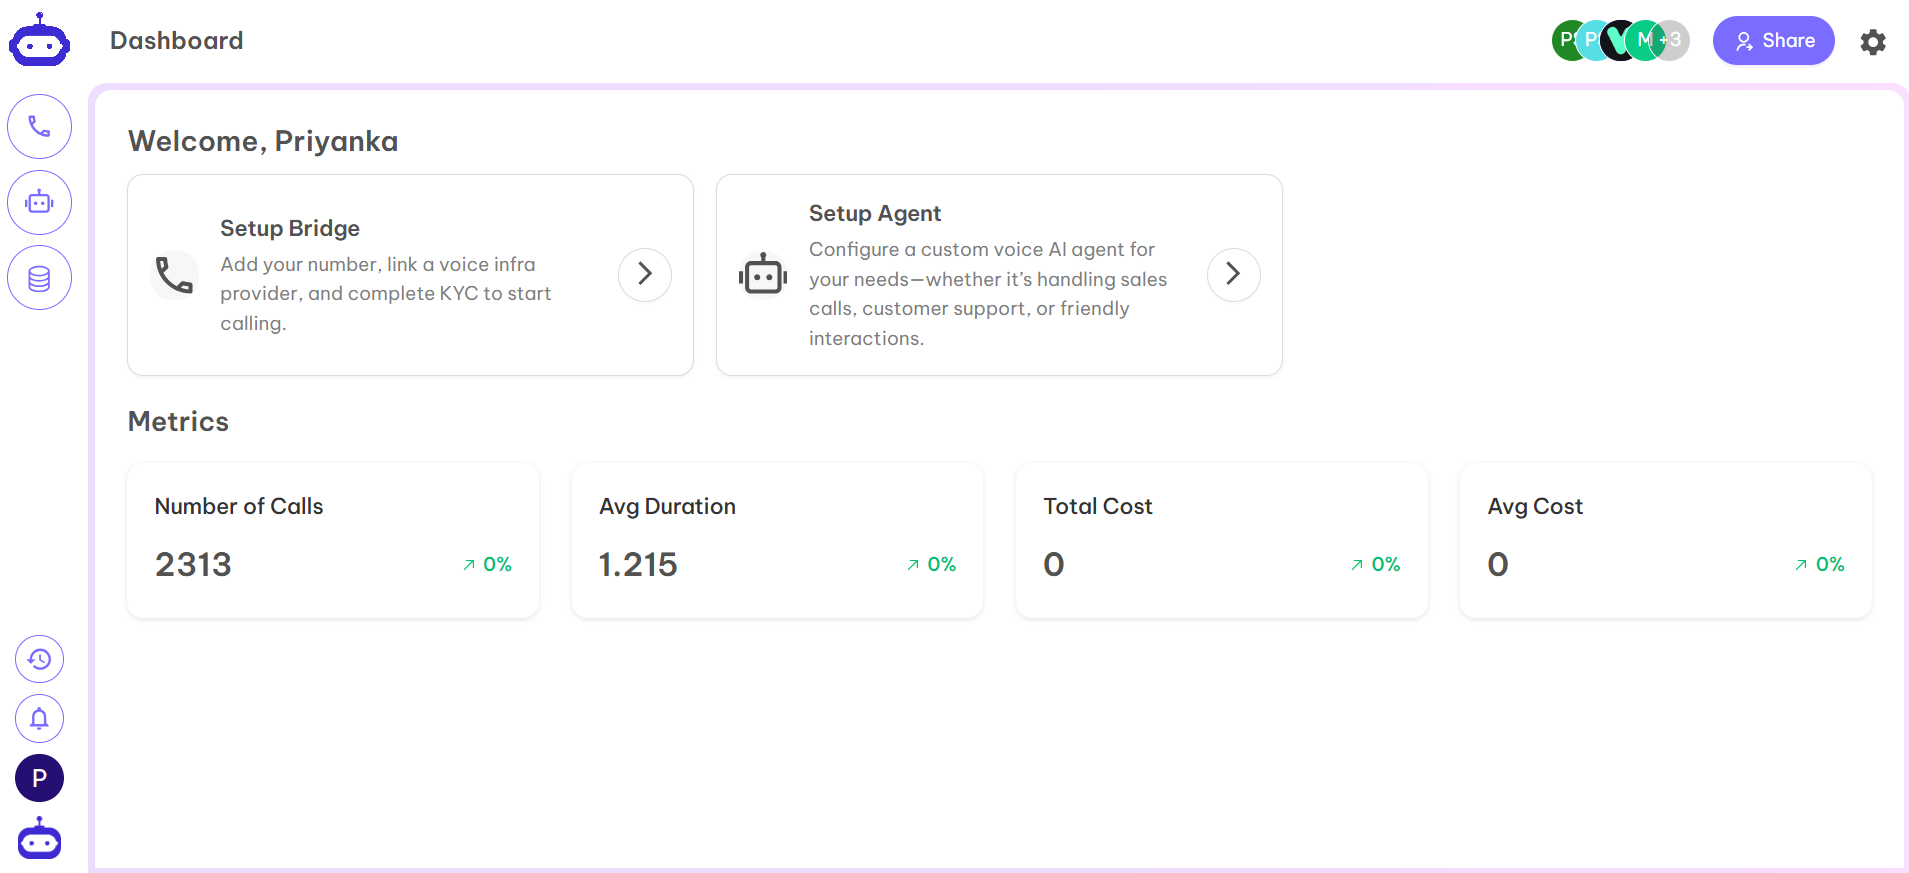 Dashboard
PS P M +3
Share
Welcome, Priyanka
Setup Bridge
Add your number, link a voice infra
provider, and complete KYC to start
calling.
Setup Agent
Configure a custom voice AI agent for
your needs—whether it's handling sales
calls, customer support, or friendly
interactions.
Metrics
Number of Calls
2313
0%
Avg Duration
1.215
0%
Total Cost
0
0%
Avg Cost
0
0%
P